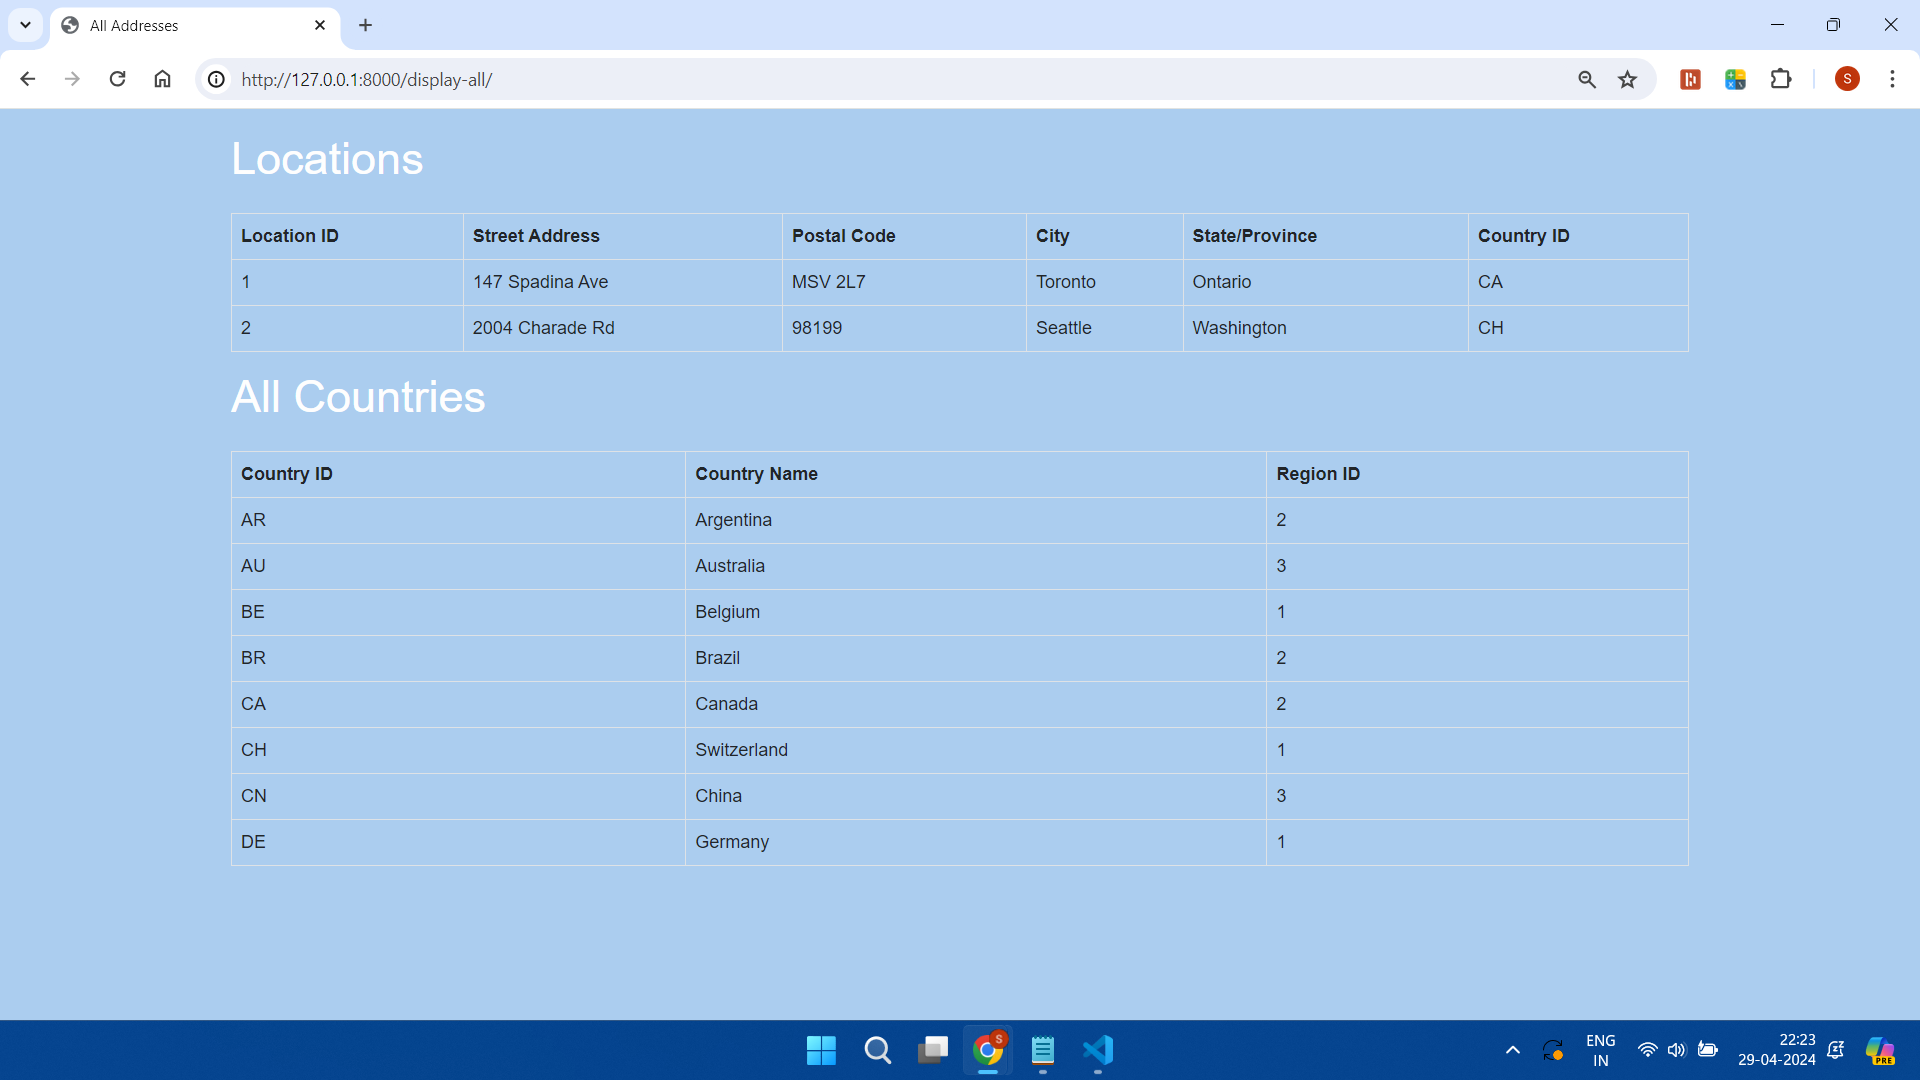 All Addresses
http://127.0.0.1:8000/display-all/
S
Locations
Location ID Street Address Postal Code City State/Province Country ID
1 147 Spadina Ave MSV 2L7 Toronto Ontario CA
2 2004 Charade Rd 98199 Seattle Washington CH
All Countries
Country ID Country Name Region ID
AR Argentina 2
AU Australia 3
BE Belgium 1
BR Brazil 2
CA Canada 2
CH Switzerland 1
CN China 3
DE Germany 1
S
ENG
IN
22:23
29-04-2024
PRE